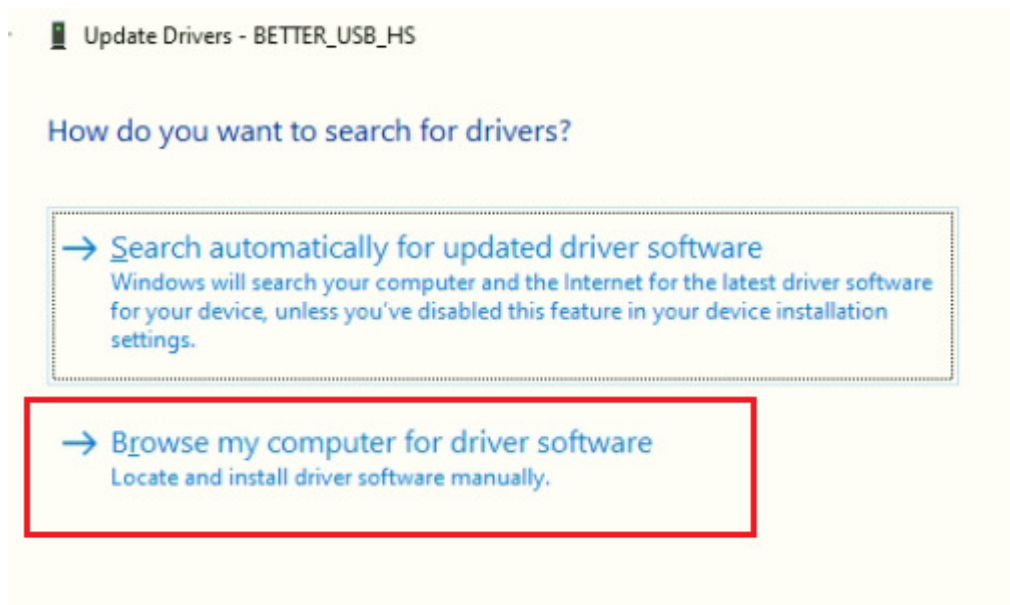 Update Drivers - BETTER_USB_HS
How do you want to search for drivers?
→ Search automatically for updated driver software
Windows will search your computer and the Internet for the latest driver software
for your device, unless you've disabled this feature in your device installation
settings.
→ Browse my computer for driver software
Locate and install driver software manually.